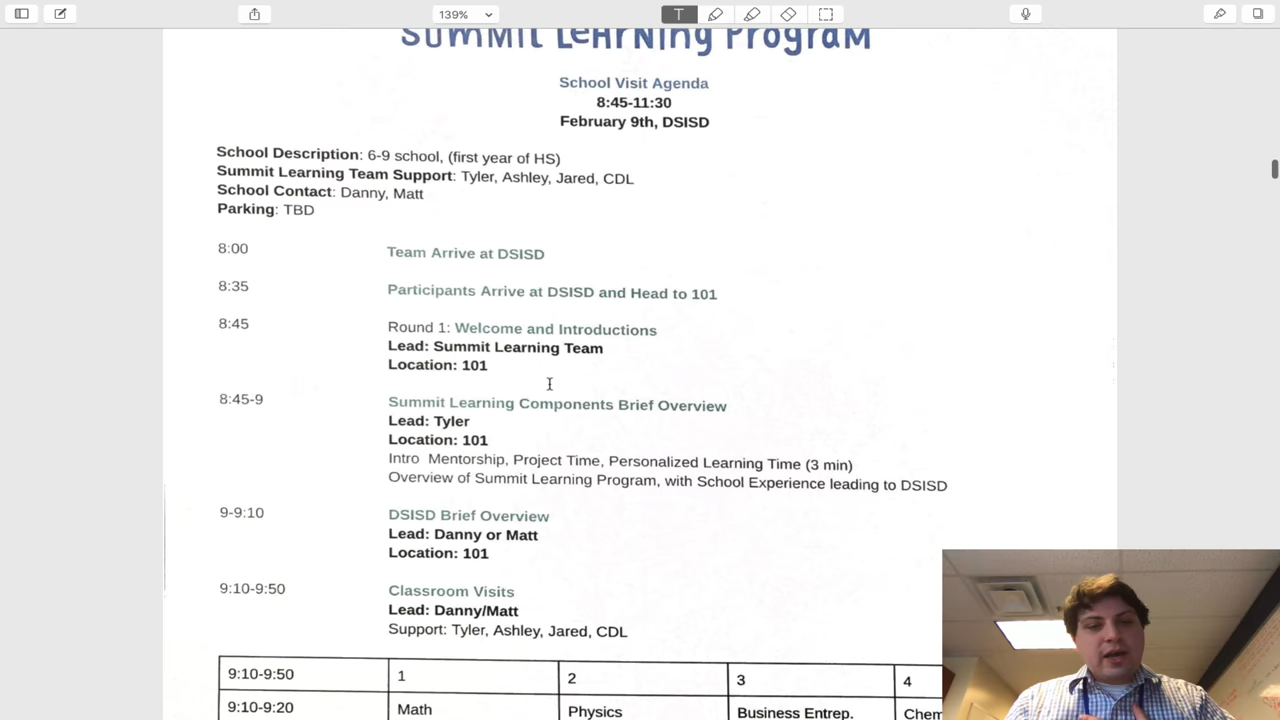 139%
T
Summit Learning Program
School Visit Agenda
8:45-11:30
February 9th, DSISD
School Description: 6-9 school, (first year of HS)
Summit Learning Team Support: Tyler, Ashley, Jared, CDL
School Contact: Danny, Matt
Parking: TBD
8:00 Team Arrive at DSISD
8:35 Participants Arrive at DSISD and Head to 101
8:45 Round 1: Welcome and Introductions
Lead: Summit Learning Team
Location: 101
8:45-9 Summit Learning Components Brief Overview
Lead: Tyler
Location: 101
Intro Mentorship, Project Time, Personalized Learning Time (3 min)
Overview of Summit Learning Program, with School Experience leading to DSISD
9-9:10 DSISD Brief Overview
Lead: Danny or Matt
Location: 101
9:10-9:50 Classroom Visits
Lead: Danny/Matt
Support: Tyler, Ashley, Jared, CDL
9:10-9:50 1 2 3 4
9:10-9:20 Math Physics Business Entrep. Chem